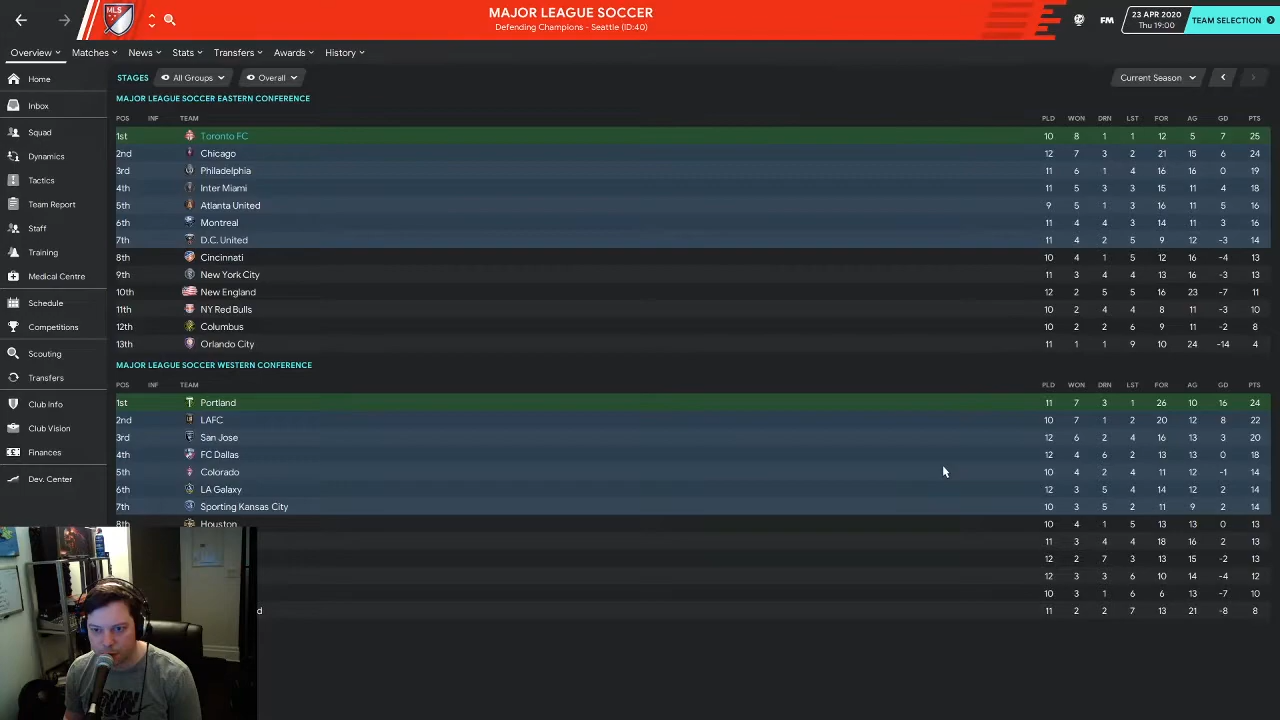 MLS
MAJOR LEAGUE SOCCER
Defending Champions - Seattle (ID:40)
FM
23 APR 2020
Thu 19:00
TEAM SELECTION
Overview Matches News Stats Transfers Awards History
Home
Inbox
Squad
Dynamics
Tactics
Team Report
Staff
Training
Medical Centre
Schedule
Competitions
Scouting
Transfers
Club Info
Club Vision
Finances
Dev. Center
STAGES All Groups Overall Current Season
MAJOR LEAGUE SOCCER EASTERN CONFERENCE
POS INF TEAM PLD WON DRN LST FOR AG GD PTS
1st Toronto FC 10 8 1 1 12 5 7 25
2nd Chicago 12 7 3 2 21 15 6 24
3rd Philadelphia 11 6 1 4 16 16 0 19
4th Inter Miami 11 5 3 3 15 11 4 18
5th Atlanta United 9 5 1 3 16 11 5 16
6th Montreal 11 4 4 3 14 11 3 16
7th D.C. United 11 4 2 5 9 12 -3 14
8th Cincinnati 10 4 1 5 12 16 -4 13
9th New York City 11 3 4 4 13 16 -3 13
10th New England 12 2 5 5 16 23 -7 11
11th NY Red Bulls 10 2 4 4 8 11 -3 10
12th Columbus 10 2 2 6 9 11 -2 8
13th Orlando City 11 1 1 9 10 24 -14 4
MAJOR LEAGUE SOCCER WESTERN CONFERENCE
POS INF TEAM PLD WON DRN LST FOR AG GD PTS
1st Portland 11 7 3 1 26 10 16 24
2nd LAFC 10 7 1 2 20 12 8 22
3rd San Jose 12 6 2 4 16 13 3 20
4th FC Dallas 12 4 6 2 13 13 0 18
5th Colorado 10 4 2 4 11 12 -1 14
6th LA Galaxy 12 3 5 4 14 12 2 14
7th Sporting Kansas City 10 3 5 2 11 9 2 14
8th Houston 10 4 1 5 13 13 0 13
11 3 4 4 18 16 2 13
12 2 7 3 13 15 -2 13
12 3 3 6 10 14 -4 12
10 3 1 6 6 13 -7 10
d 11 2 2 7 13 21 -8 8